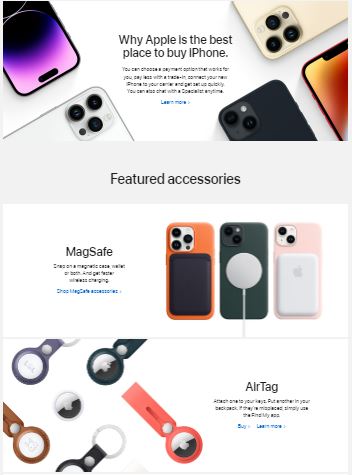 Why Apple is the best
place to buy iPhone.
You can choose a payment option that works for
you, pay less with a trade-in, connect your new
iPhone to your carrier and get set up quickly.
You can also chat with a Specialist anytime.
Learn more >
Featured accessories
MagSafe
Snap on a magnetic case, wallet
or both. And get faster
wireless charging.
Shop MagSafe accessories >
AirTag
Attach one to your keys. Put another in your
backpack. If they're misplaced, simply use
the Find My app.
Buy > Learn more >